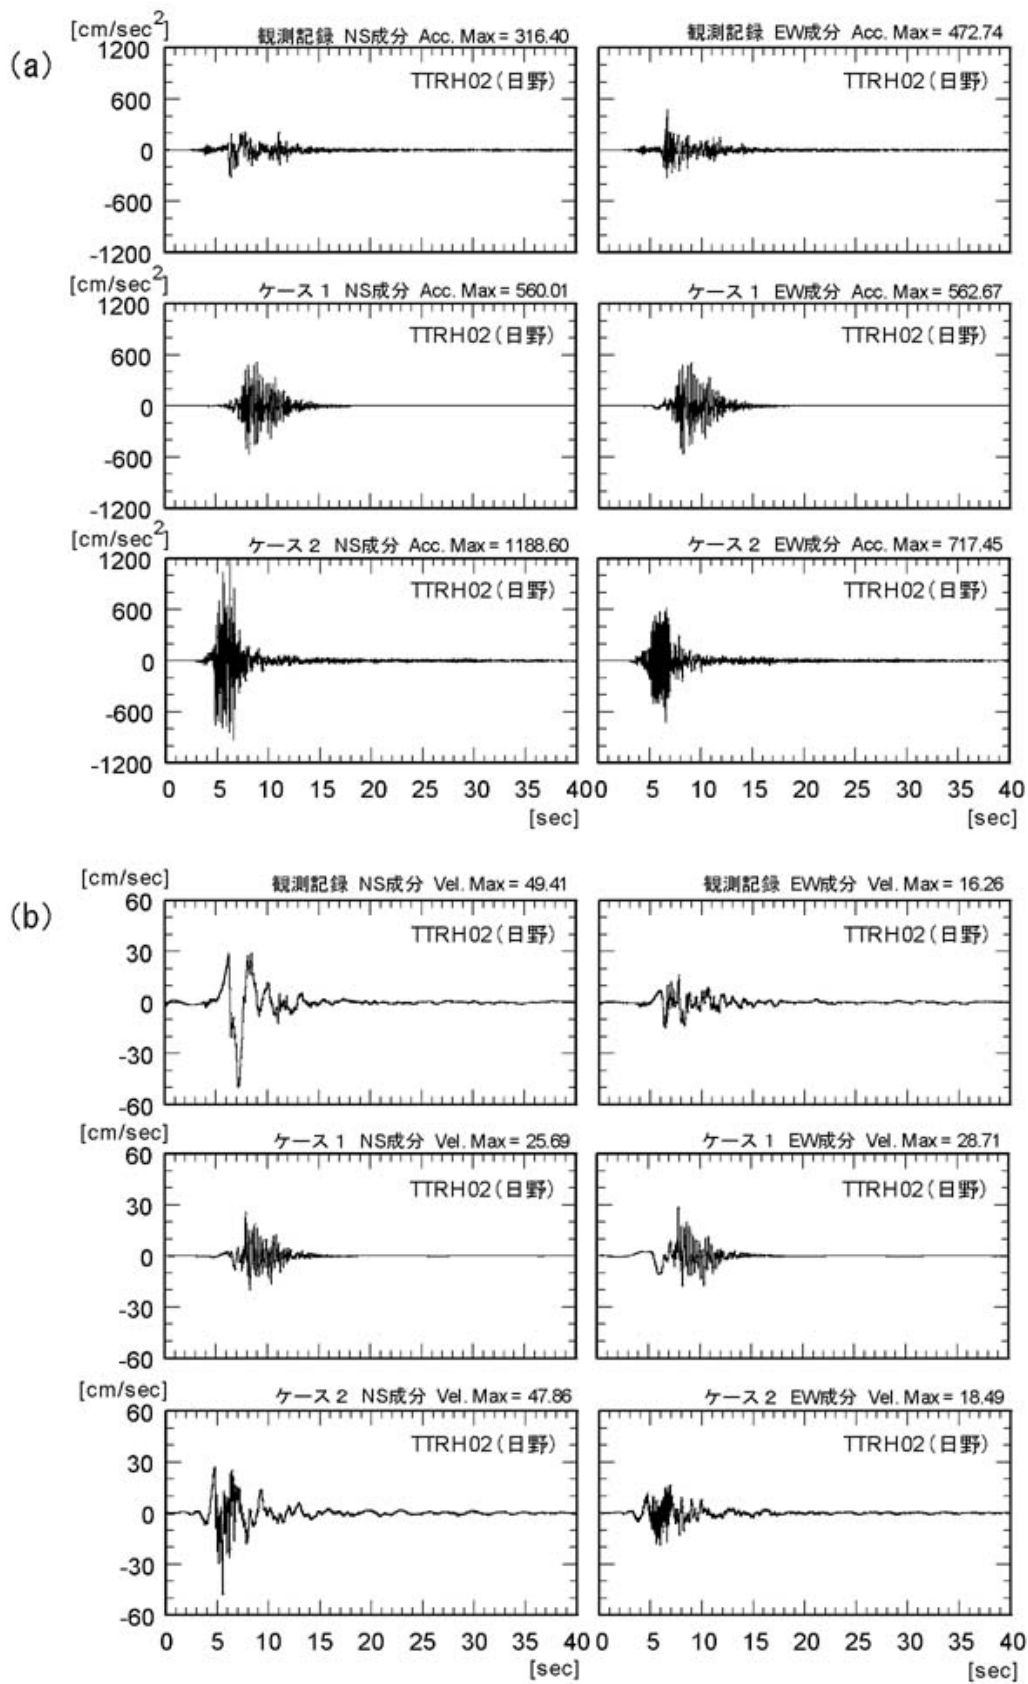 (a)
[cm/sec²]
観測記録 NS成分 Acc. Max = 316.40
観測記録 EW成分 Acc. Max = 472.74
1200
TTRH02(日野)
TTRH02(日野)
600
0
-600
-1200
[cm/sec²]
ケース 1 NS成分 Acc. Max = 560.01
ケース 1 EW成分 Acc. Max = 562.67
1200
TTRH02(日野)
TTRH02(日野)
600
0
-600
-1200
[cm/sec²]
ケース 2 NS成分 Acc. Max = 1188.60
ケース 2 EW成分 Acc. Max = 717.45
1200
TTRH02(日野)
TTRH02(日野)
600
0
-600
-1200
0 5 10 15 20 25 30 35 40 0 5 10 15 20 25 30 35 40
[sec] [sec]
(b)
[cm/sec]
観測記録 NS成分 Vel. Max = 49.41
観測記録 EW成分 Vel. Max = 16.26
60
TTRH02(日野)
TTRH02(日野)
30
0
-30
-60
[cm/sec]
ケース 1 NS成分 Vel. Max = 25.69
ケース 1 EW成分 Vel. Max = 28.71
60
TTRH02(日野)
TTRH02(日野)
30
0
-30
-60
[cm/sec]
ケース 2 NS成分 Vel. Max = 47.86
ケース 2 EW成分 Vel. Max = 18.49
60
TTRH02(日野)
TTRH02(日野)
30
0
-30
-60
0 5 10 15 20 25 30 35 40 0 5 10 15 20 25 30 35 40
[sec] [sec]